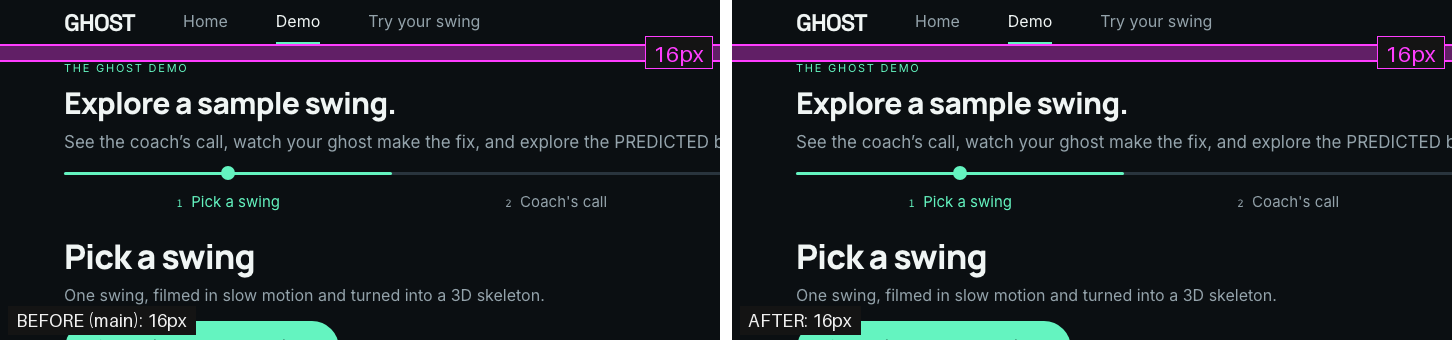 GHOST Home Demo Try your swing
16px
THE GHOST DEMO
Explore a sample swing.
See the coach’s call, watch your ghost make the fix, and explore the PREDICTED b
1 Pick a swing 2 Coach's call
Pick a swing
One swing, filmed in slow motion and turned into a 3D skeleton.
BEFORE (main): 16px
GHOST Home Demo Try your swing
16px
THE GHOST DEMO
Explore a sample swing.
See the coach’s call, watch your ghost make the fix, and explore the PREDICTED b
1 Pick a swing 2 Coach's call
Pick a swing
One swing, filmed in slow motion and turned into a 3D skeleton.
AFTER: 16px